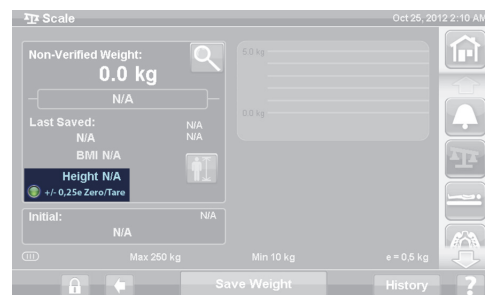 Scale
Oct 25, 2012 2:10 AM
Non-Verified Weight:
0.0 kg
N/A
Last Saved:
N/A
N/A
N/A
BMI N/A
Height N/A
+/- 0,25e Zero/Tare
Initial:
N/A
N/A
5.0 kg
0.0 kg
Max 250 kg
Min 10 kg
e = 0,5 kg
Save Weight
History
?